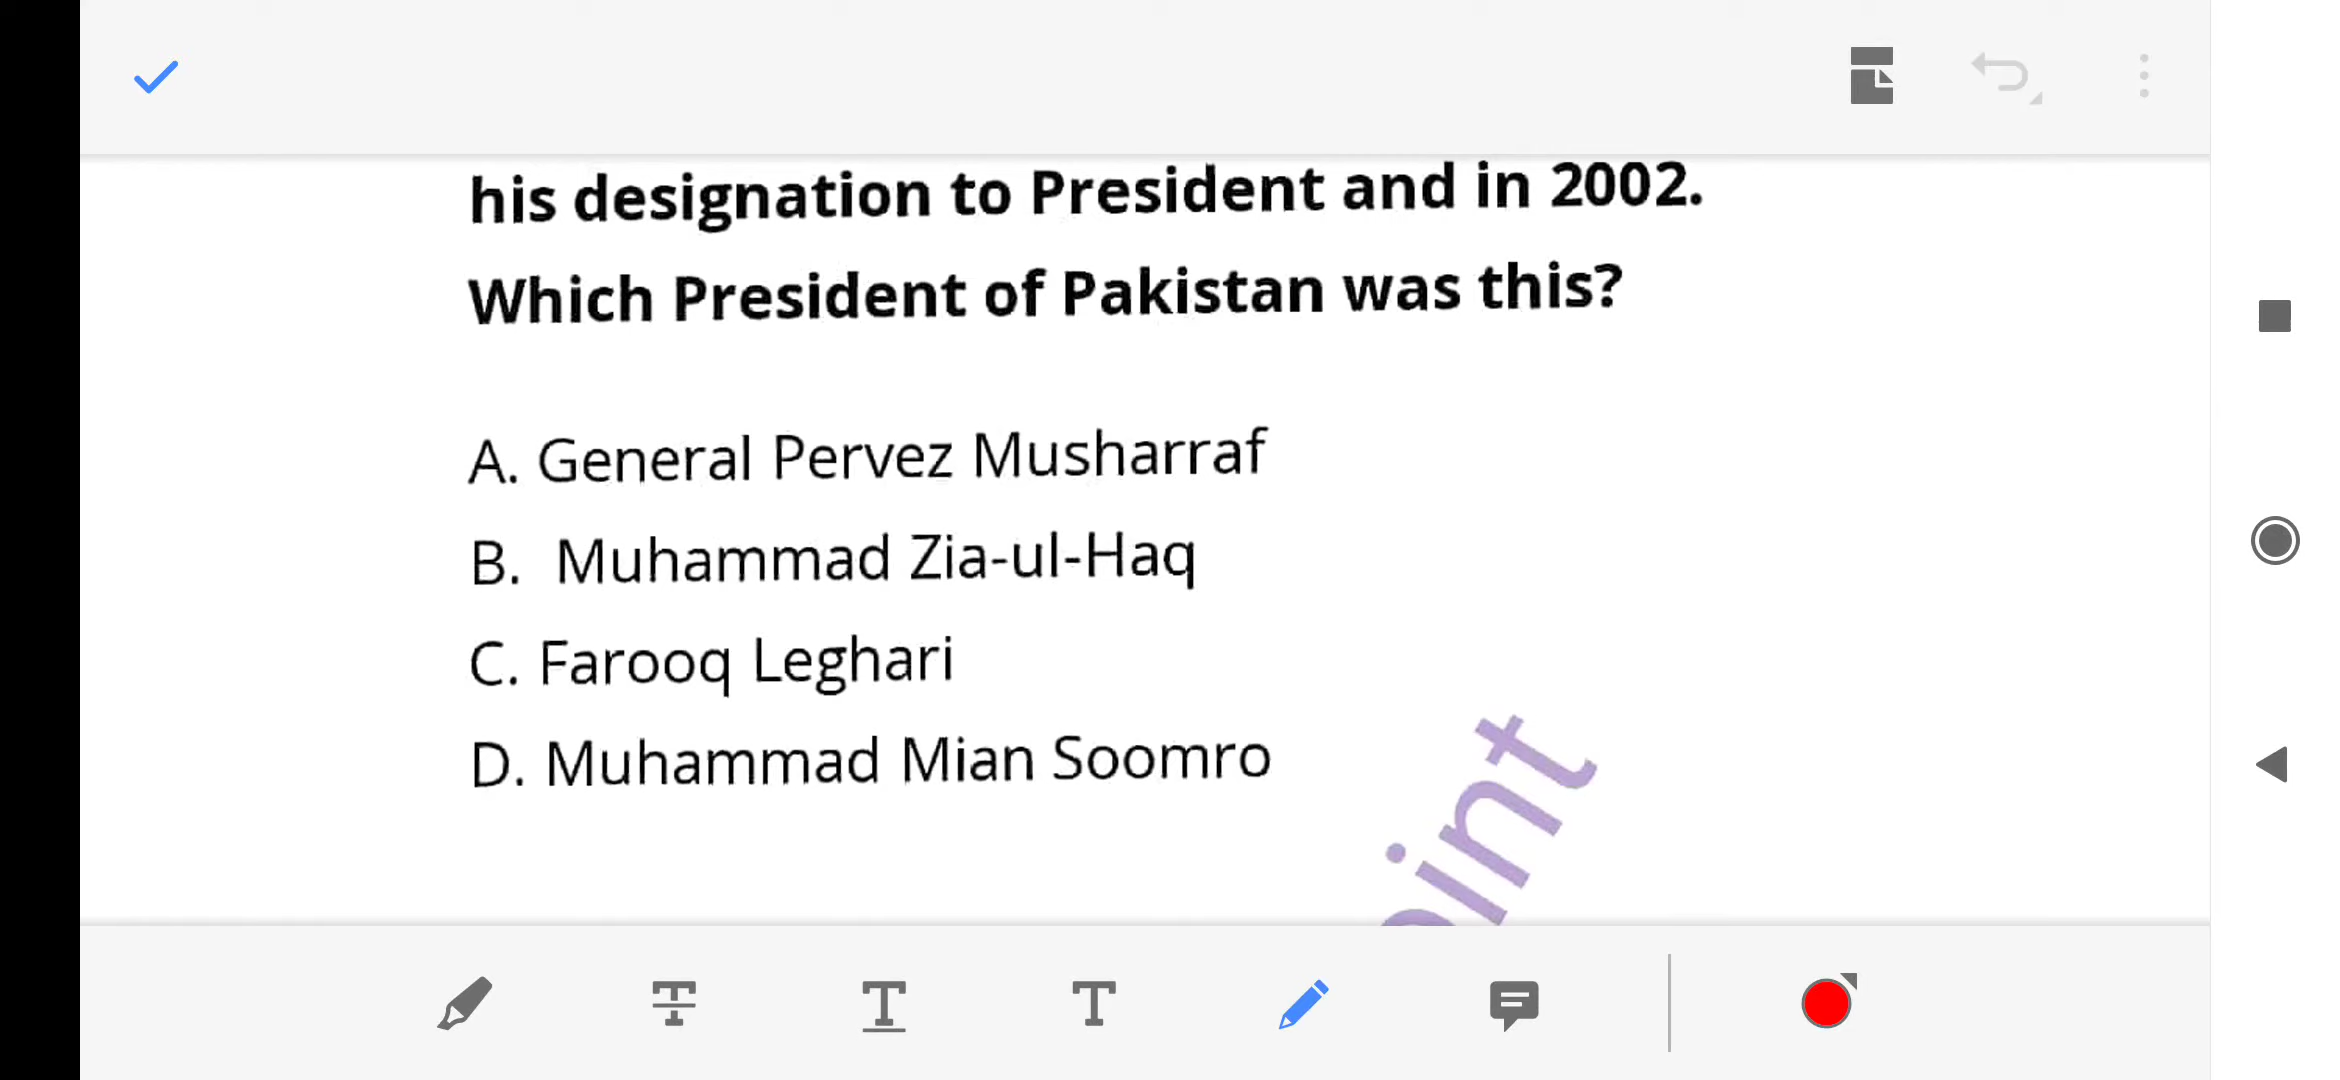 his designation to President and in 2002.
Which President of Pakistan was this?
A. General Pervez Musharraf
B. Muhammad Zia-ul-Haq
C. Farooq Leghari
D. Muhammad Mian Soomro